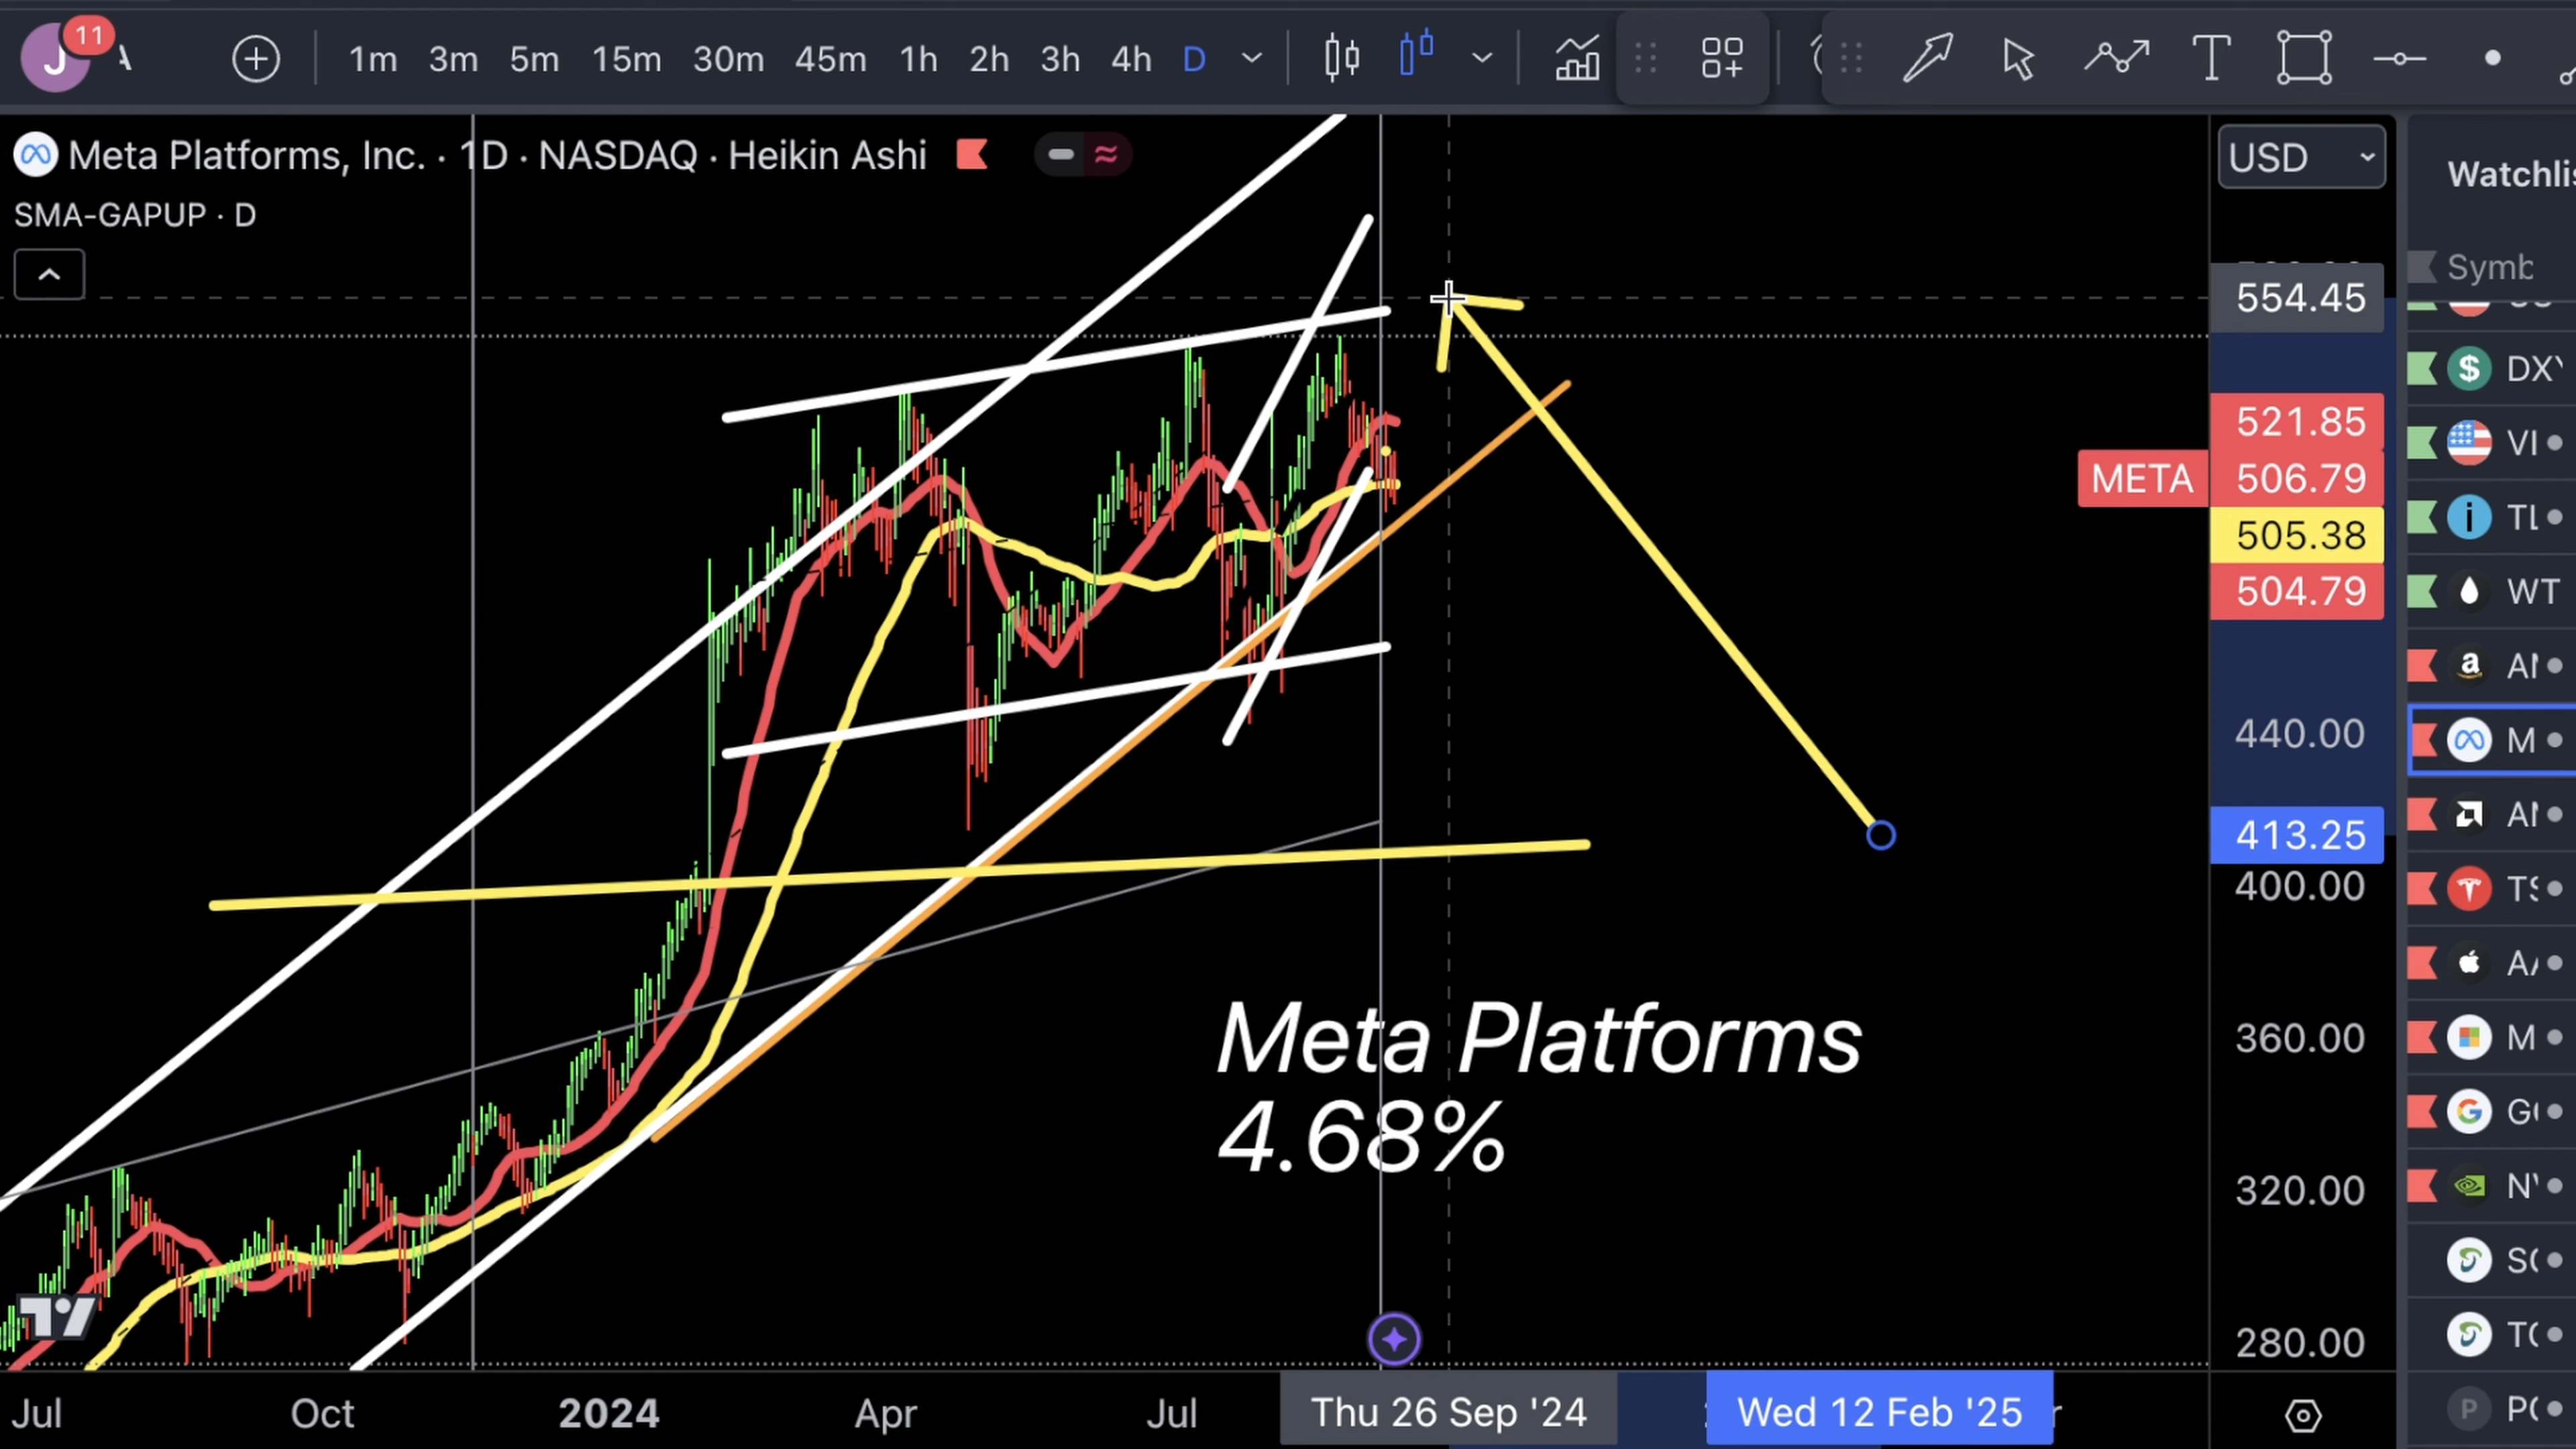 J
11
1m 3m 5m 15m 30m 45m 1h 2h 3h 4h D
T
Meta Platforms, Inc. · 1D · NASDAQ · Heikin Ashi
SMA-GAPUP · D
USD
554.45
521.85
META 506.79
505.38
504.79
440.00
413.25
400.00
360.00
320.00
280.00
Meta Platforms
4.68%
Jul Oct 2024 Apr Jul Thu 26 Sep '24 Wed 12 Feb '25